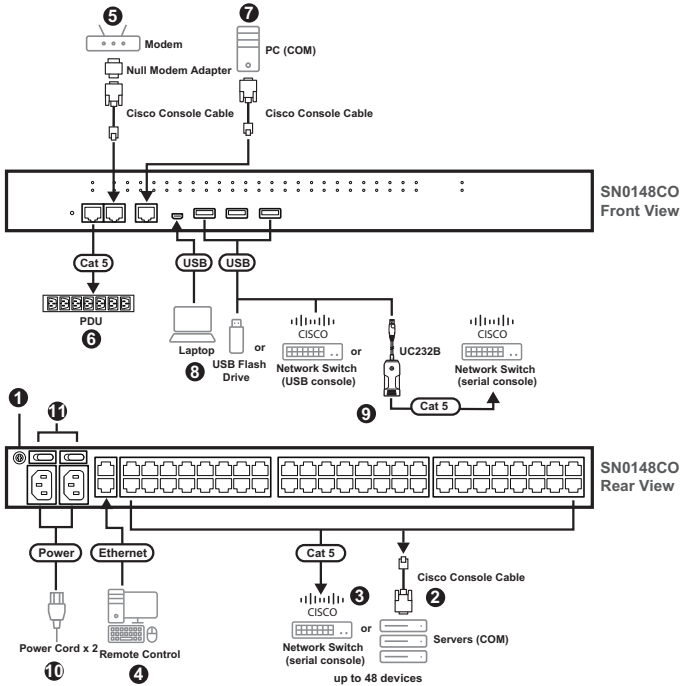 5
7
Modem
PC (COM)
Null Modem Adapter
Cisco Console Cable
Cisco Console Cable
SN0148CO
Front View
Cat 5
USB
USB
PDU
6
Laptop
8
USB Flash
Drive
or
CISCO
Network Switch
(USB console)
or
UC232B
9
Cat 5
CISCO
Network Switch
(serial console)
1
11
SN0148CO
Rear View
Power
Ethernet
Cat 5
Cisco Console Cable
Power Cord x 2
10
Remote Control
4
3
CISCO
Network Switch
(serial console)
or
2
Servers (COM)
up to 48 devices